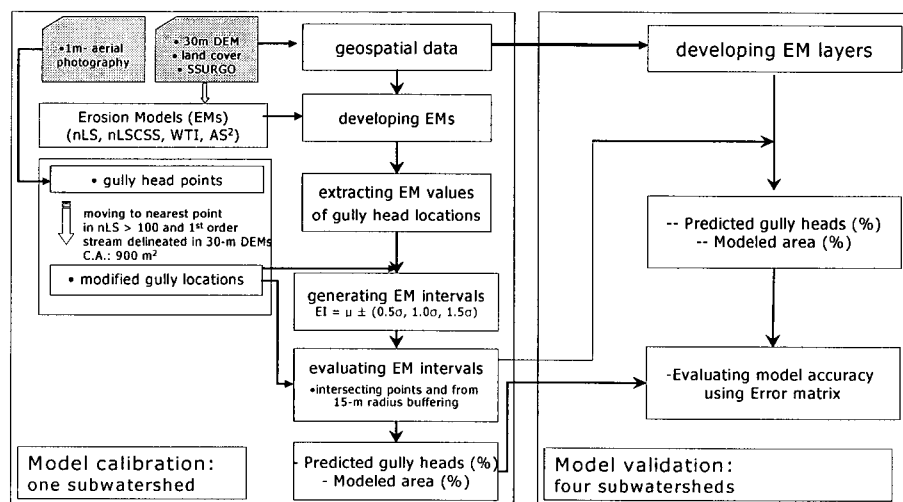 •1m- aerial
photography
• 30m DEM
• land cover
• SSURGO
geospatial data
developing EM layers
Erosion Models (EMs)
(nLS, nLSCSS, WTI, AS²)
developing EMs
• gully head points
extracting EM values
of gully head locations
moving to nearest point
in nLS > 100 and 1st order
stream delineated in 30-m DEMs
C.A.: 900 m²
-- Predicted gully heads (%)
-- Modeled area (%)
• modified gully locations
generating EM intervals
EI = μ ± (0.5σ, 1.0σ, 1.5σ)
evaluating EM intervals
•intersecting points and from
15-m radius buffering
-Evaluating model accuracy
using Error matrix
Model calibration:
one subwatershed
- Predicted gully heads (%)
- Modeled area (%)
Model validation:
four subwatersheds